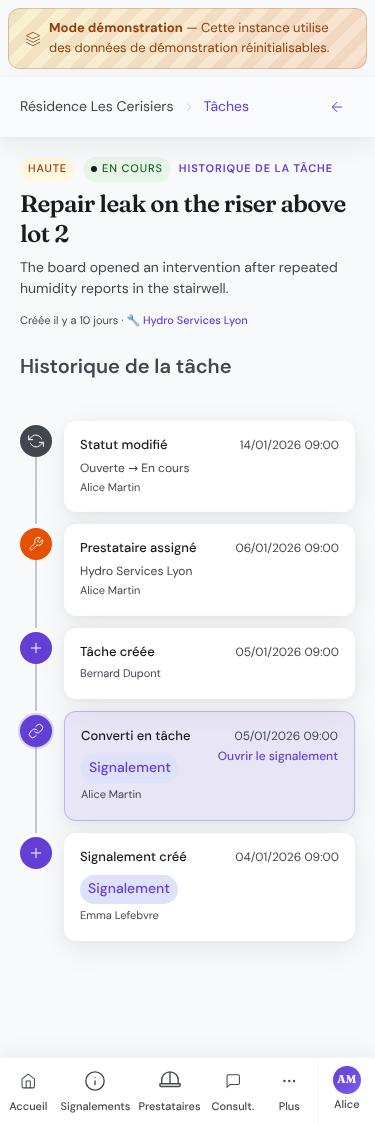 Mode démonstration — Cette instance utilise
des données de démonstration réinitialisables.
Résidence Les Cerisiers > Tâches ←
HAUTE • EN COURS HISTORIQUE DE LA TÂCHE
Repair leak on the riser above
lot 2
The board opened an intervention after repeated
humidity reports in the stairwell.
Créée il y a 10 jours · 🔧 Hydro Services Lyon
Historique de la tâche
Statut modifié 14/01/2026 09:00
Ouverte → En cours
Alice Martin
Prestataire assigné 06/01/2026 09:00
Hydro Services Lyon
Alice Martin
Tâche créée 05/01/2026 09:00
Bernard Dupont
Converti en tâche 05/01/2026 09:00
Ouvrir le signalement
Signalement
Alice Martin
Signalement créé 04/01/2026 09:00
Signalement
Emma Lefebvre
AM
Accueil Signalements Prestataires Consult. Plus Alice